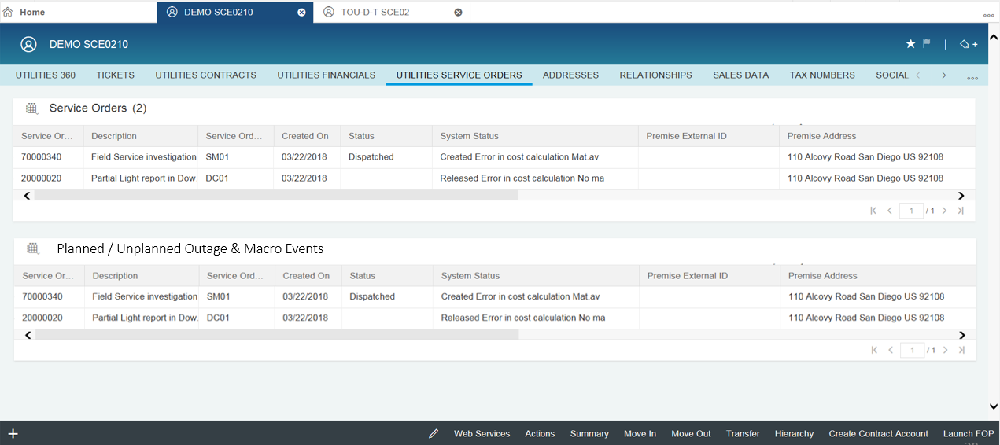 Home DEMO SCE0210 TOU-D-T SCE02
DEMO SCE0210
UTILITIES 360 TICKETS UTILITIES CONTRACTS UTILITIES FINANCIALS UTILITIES SERVICE ORDERS ADDRESSES RELATIONSHIPS SALES DATA TAX NUMBERS SOCIAL
Service Orders (2)
Service Or... Description Service Ord... Created On Status System Status Premise External ID Premise Address
70000340 Field Service investigation SM01 03/22/2018 Dispatched Created Error in cost calculation Mat.av 110 Alcovy Road San Diego US 92108
20000020 Partial Light report in Dow. DC01 03/22/2018 Released Error in cost calculation No ma 110 Alcovy Road San Diego US 92108
1 / 1
Planned / Unplanned Outage & Macro Events
Service Or... Description Service Ord... Created On Status System Status Premise External ID Premise Address
70000340 Field Service investigation SM01 03/22/2018 Dispatched Created Error in cost calculation Mat.av 110 Alcovy Road San Diego US 92108
20000020 Partial Light report in Dow. DC01 03/22/2018 Released Error in cost calculation No ma 110 Alcovy Road San Diego US 92108
1 / 1
Web Services Actions Summary Move In Move Out Transfer Hierarchy Create Contract Account Launch FOP